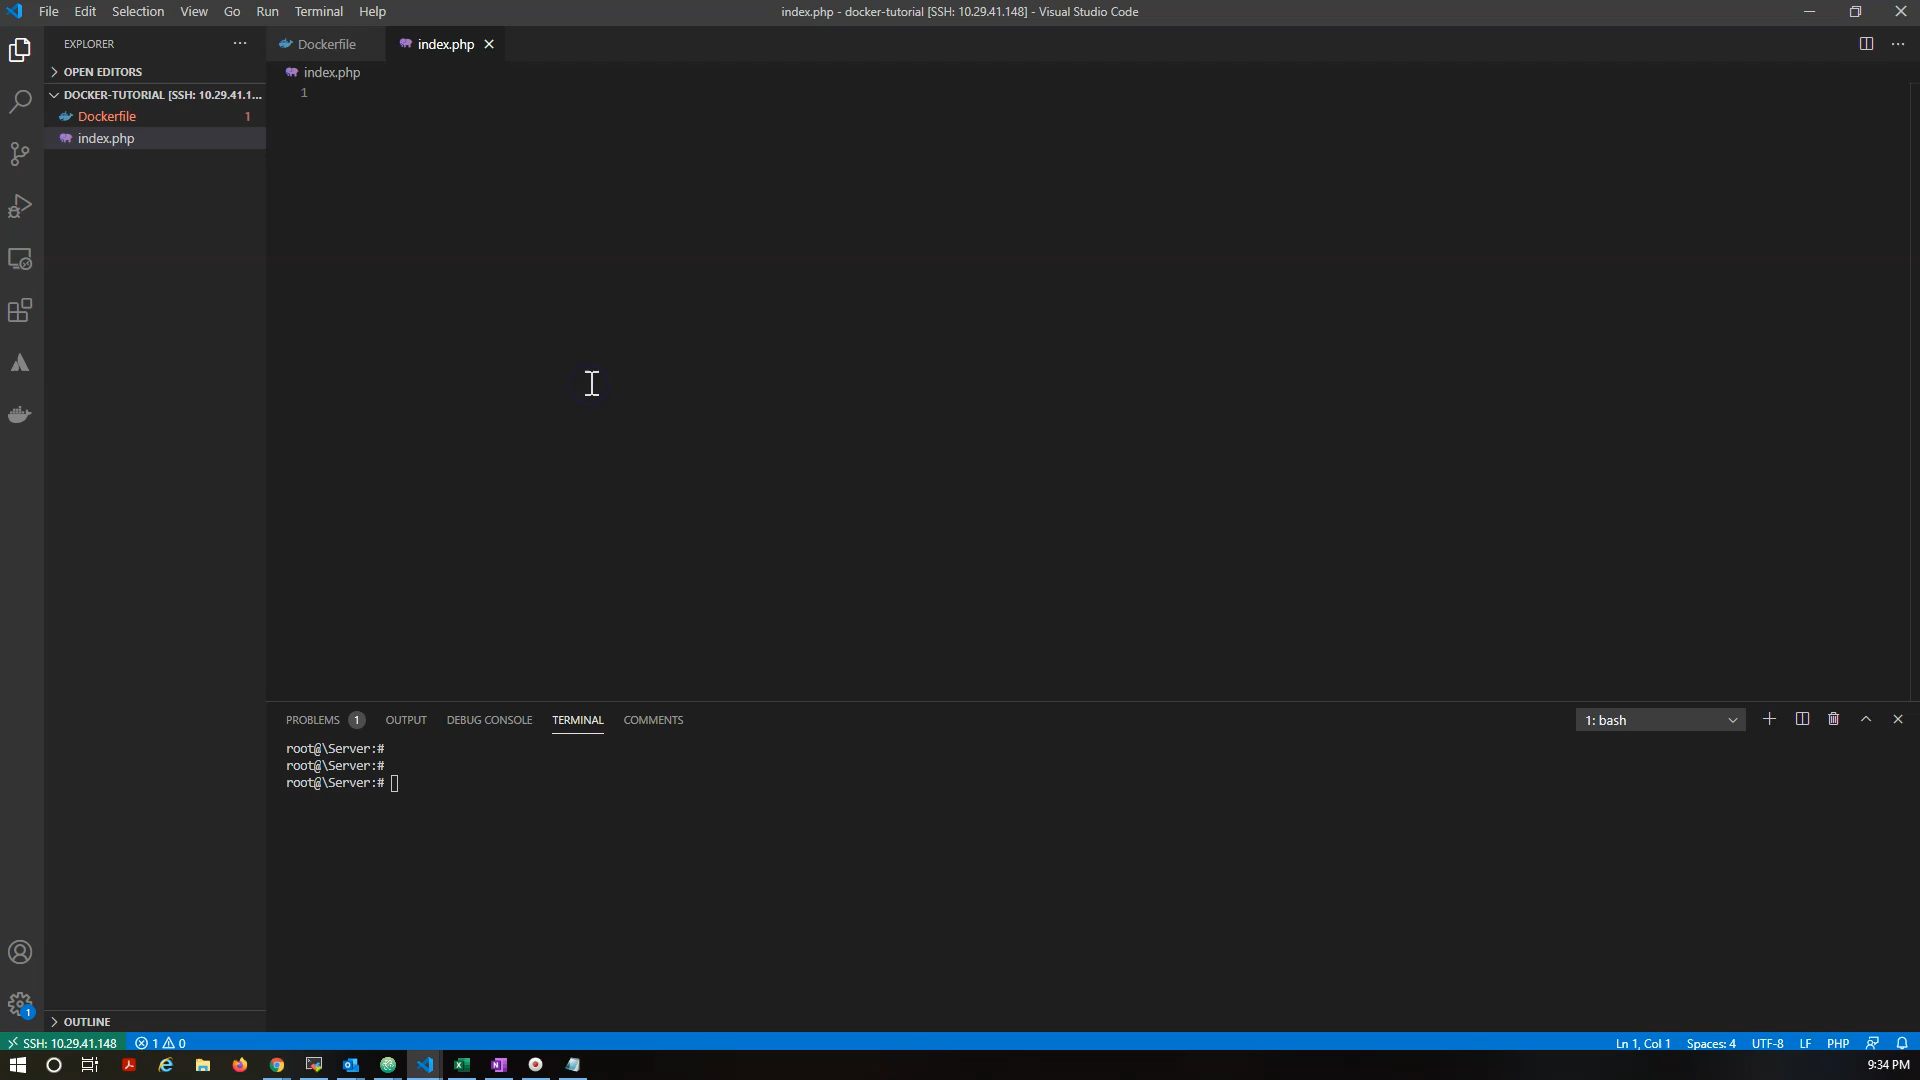 File Edit Selection View Go Run Terminal Help
index.php - docker-tutorial [SSH: 10.29.41.148] - Visual Studio Code
EXPLORER
Dockerfile
index.php
OPEN EDITORS
index.php
DOCKER-TUTORIAL [SSH: 10.29.41.1...
1
Dockerfile 1
index.php
PROBLEMS 1 OUTPUT DEBUG CONSOLE TERMINAL COMMENTS
1: bash
root@\Server:#
root@\Server:#
root@\Server:#
1
OUTLINE
SSH: 10.29.41.148 1 0
Ln 1, Col 1 Spaces: 4 UTF-8 LF PHP
9:34 PM